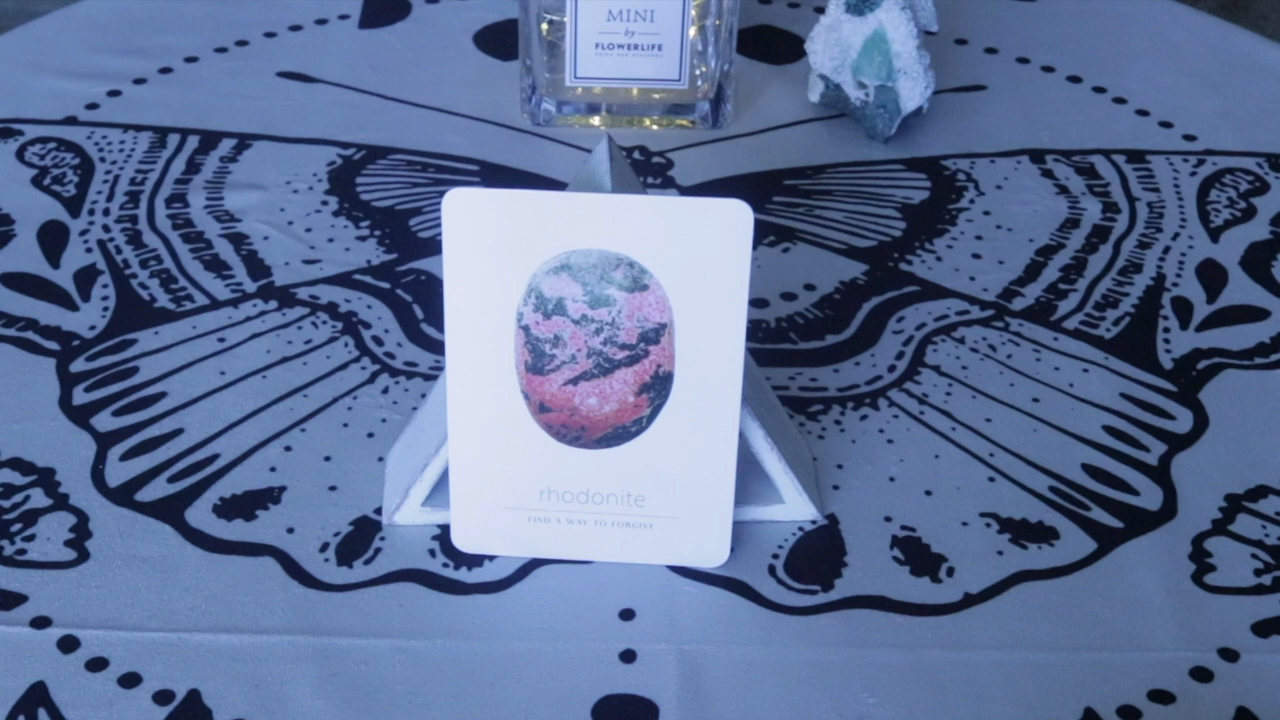 MINI
by
FLOWERLIFE
rhodonite
FIND A WAY TO FORGIVE